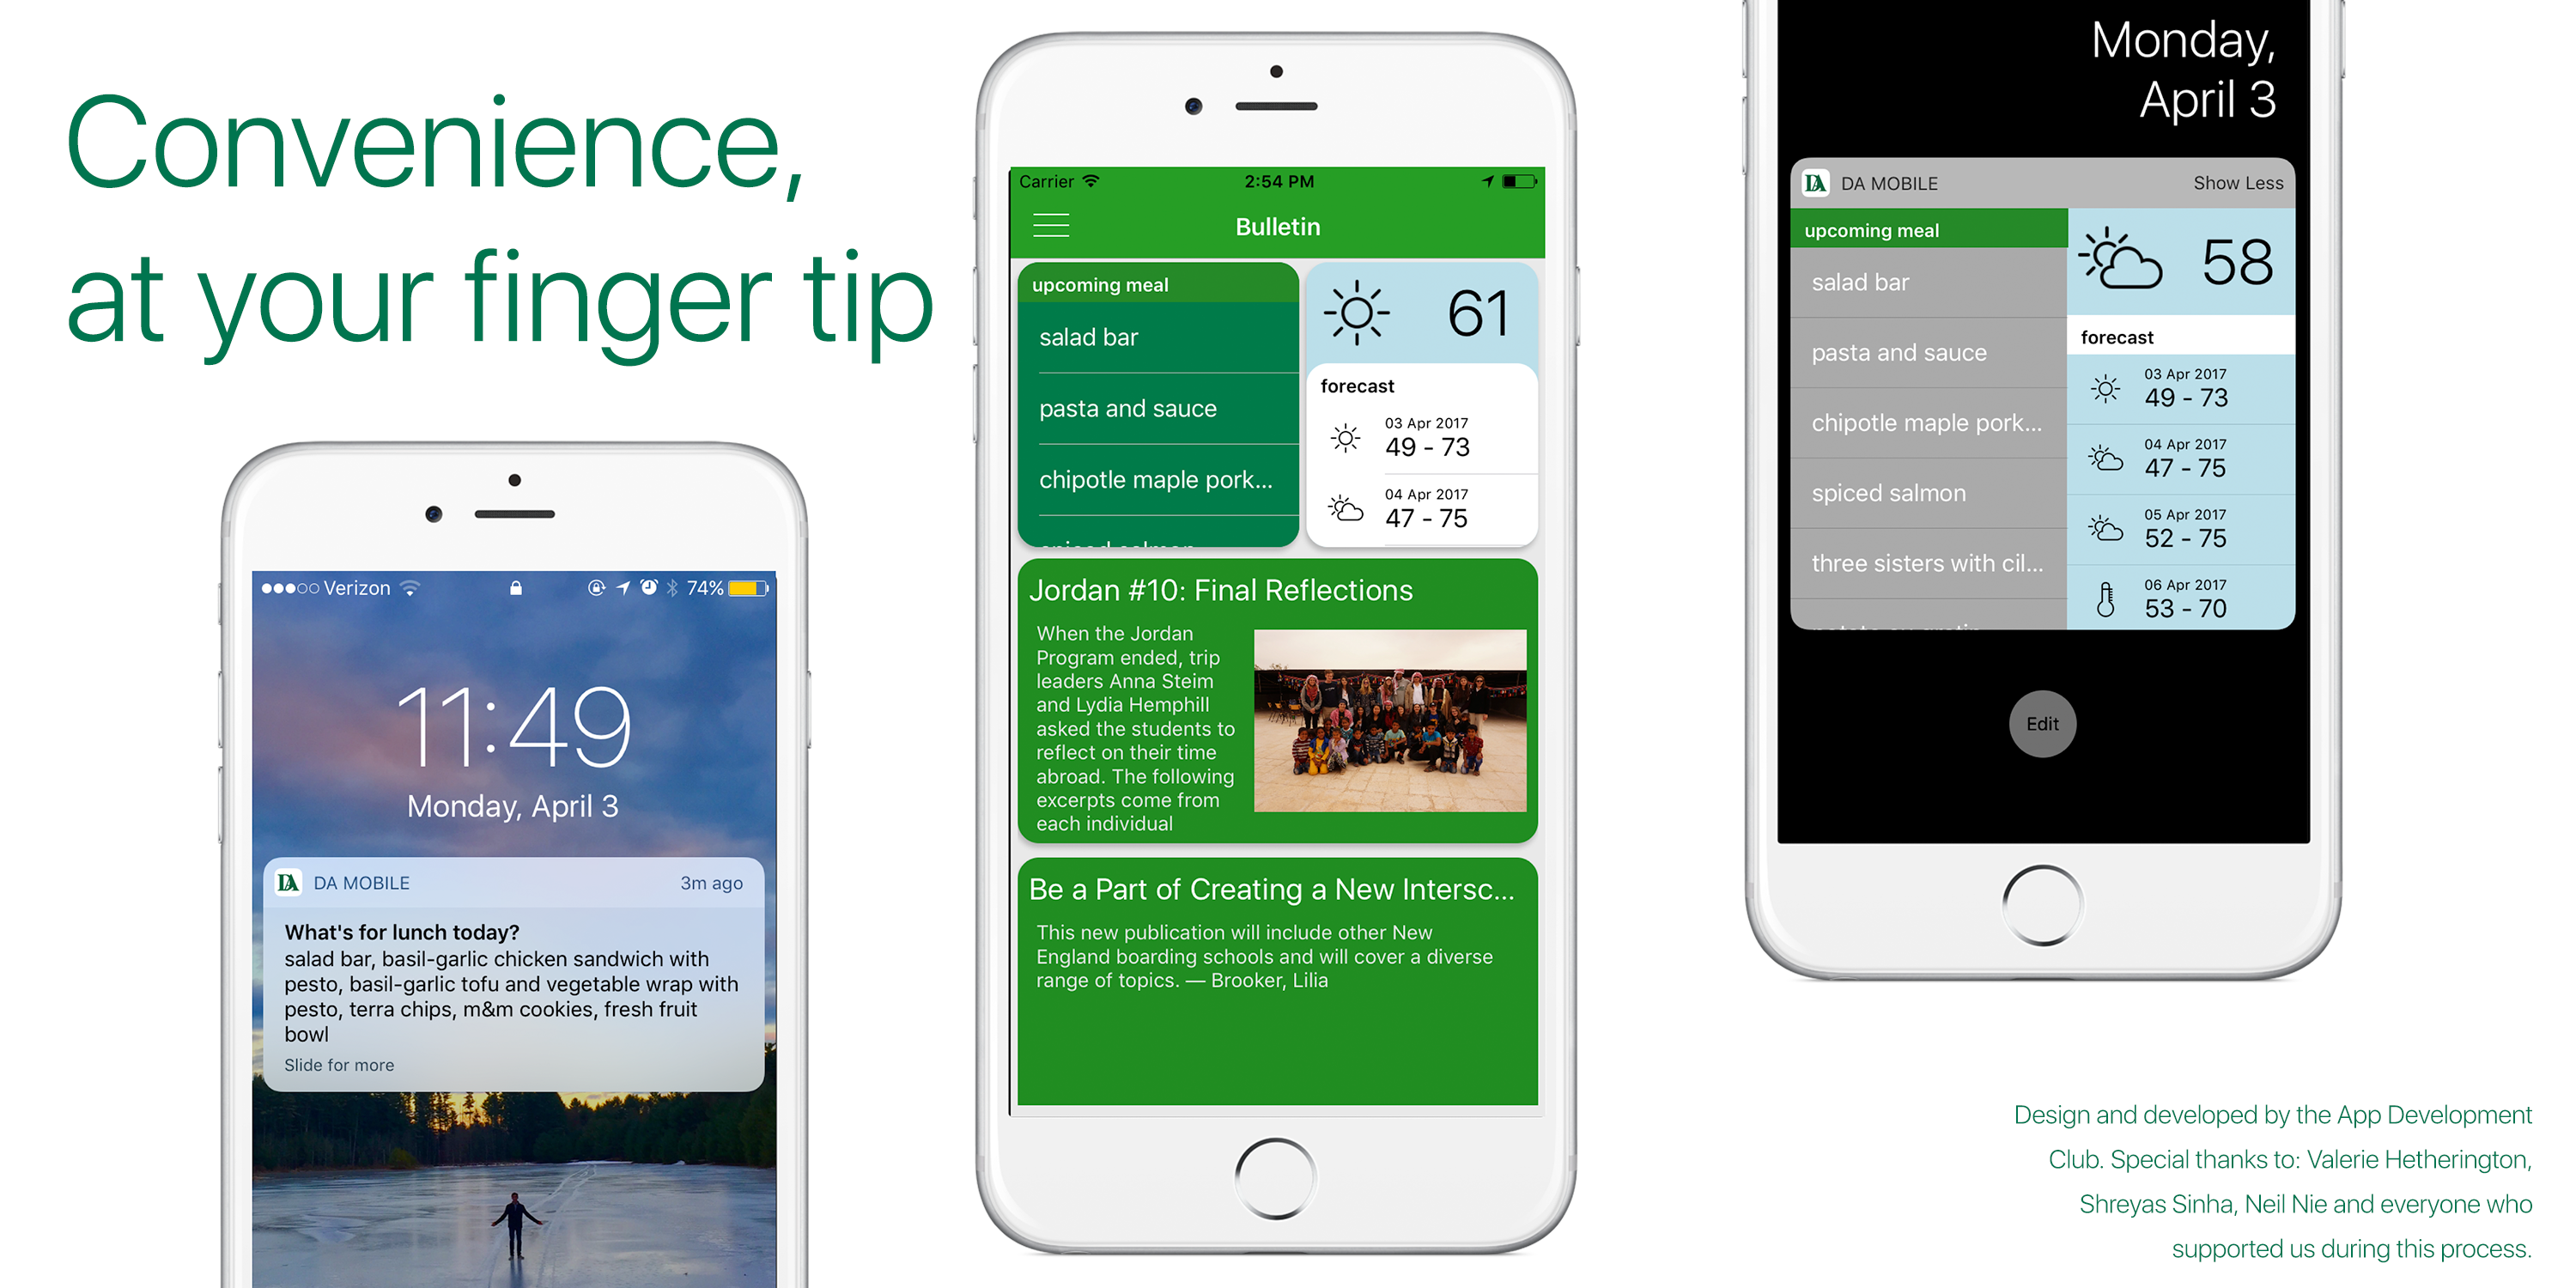 Convenience,
at your finger tip
Verizon
74%
11:49
Monday, April 3
DA
DA MOBILE
3m ago
What's for lunch today?
salad bar, basil-garlic chicken sandwich with
pesto, basil-garlic tofu and vegetable wrap with
pesto, terra chips, m&m cookies, fresh fruit
bowl
Slide for more
Carrier
2:54 PM
Bulletin
upcoming meal
salad bar
pasta and sauce
chipotle maple pork...
spiced salmon
61
forecast
03 Apr 2017
49 - 73
04 Apr 2017
47 - 75
Jordan #10: Final Reflections
When the Jordan
Program ended, trip
leaders Anna Steim
and Lydia Hemphill
asked the students to
reflect on their time
abroad. The following
excerpts come from
each individual
Be a Part of Creating a New Intersc...
This new publication will include other New
England boarding schools and will cover a diverse
range of topics. — Brooker, Lilia
Monday,
April 3
DA
DA MOBILE
Show Less
upcoming meal
salad bar
pasta and sauce
chipotle maple pork...
spiced salmon
three sisters with cil...
58
forecast
03 Apr 2017
49 - 73
04 Apr 2017
47 - 75
05 Apr 2017
52 - 75
06 Apr 2017
53 - 70
Edit
Design and developed by the App Development
Club. Special thanks to: Valerie Hetherington,
Shreyas Sinha, Neil Nie and everyone who
supported us during this process.